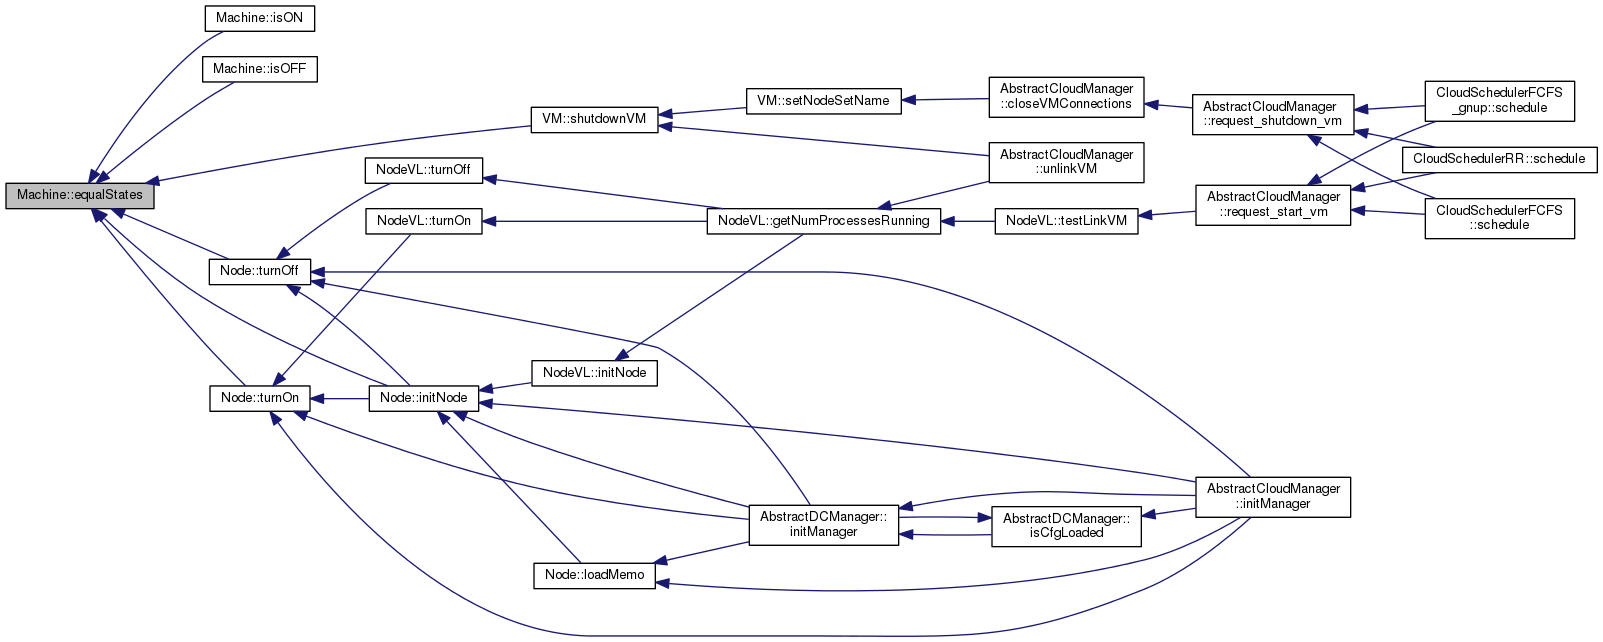 Machine::isON
Machine::isOFF
Machine::equalStates
VM::shutdownVM
VM::setNodeSetName
AbstractCloudManager
::closeVMConnections
AbstractCloudManager
::request_shutdown_vm
CloudSchedulerFCFS
_gnup::schedule
CloudSchedulerRR::schedule
CloudSchedulerFCFS
::schedule
AbstractCloudManager
::unlinkVM
AbstractCloudManager
::request_start_vm
NodeVL::turnOff
NodeVL::turnOn
NodeVL::getNumProcessesRunning
NodeVL::testLinkVM
Node::turnOff
NodeVL::initNode
Node::turnOn
Node::initNode
AbstractDCManager::
initManager
AbstractDCManager::
isCfgLoaded
AbstractCloudManager
::initManager
Node::loadMemo